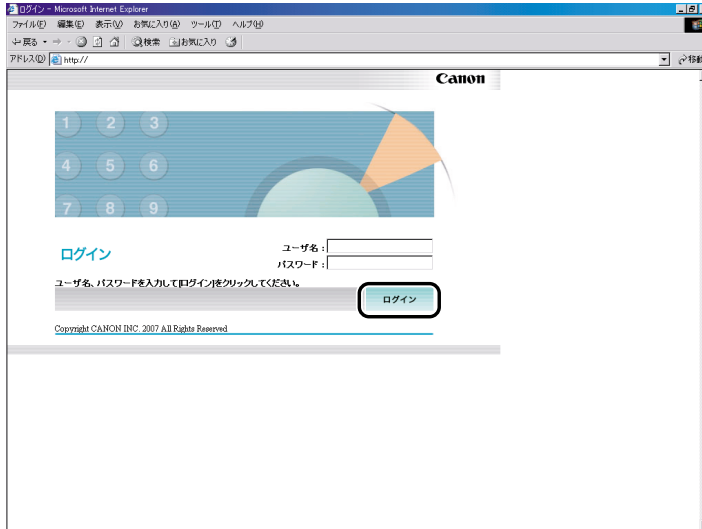 ログイン - Microsoft Internet Explorer
ファイル(F) 編集(E) 表示(V) お気に入り(A) ツール(T) ヘルプ(H)
戻る 検索 お気に入り
アドレス(D) http:// 移動
Canon
1 2 3
4 5 6
7 8 9
ログイン
ユーザ名 :
パスワード :
ユーザ名、パスワードを入力して[ログイン]をクリックしてください。
ログイン
Copyright CANON INC. 2007 All Rights Reserved